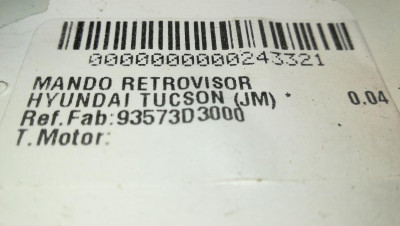 0000000000243321
MANDO RETROVISOR
HYUNDAI TUCSON (JM) * 0.04
Ref.Fab:93573D3000
T.Motor: